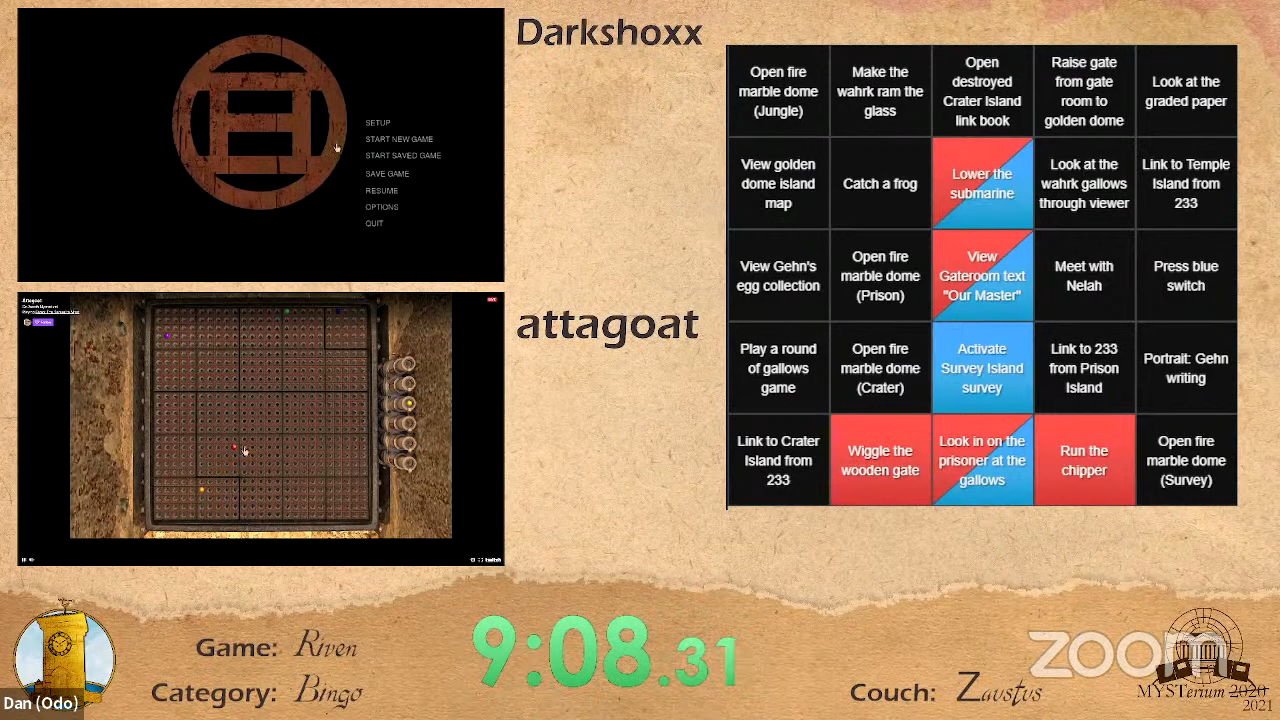 Darkshoxx
SETUP
START NEW GAME
START SAVED GAME
SAVE GAME
RESUME
OPTIONS
QUIT
Attagoat
attagoat
twitch
Open fire
marble dome
(Jungle)
Make the
wahrk ram the
glass
Open
destroyed
Crater Island
link book
Raise gate
from gate
room to
golden dome
Look at the
graded paper
View golden
dome island
map
Catch a frog
Lower the
submarine
Look at the
wahrk gallows
through viewer
Link to Temple
Island from
233
View Gehn's
egg collection
Open fire
marble dome
(Prison)
View
Gateroom text
"Our Master"
Meet with
Nelah
Press blue
switch
Play a round
of gallows
game
Open fire
marble dome
(Crater)
Activate
Survey Island
survey
Link to 233
from Prison
Island
Portrait: Gehn
writing
Link to Crater
Island from
233
Wiggle the
wooden gate
Look in on the
prisoner at the
gallows
Run the
chipper
Open fire
marble dome
(Survey)
Game: Riven
Category: Bingo
9:08.31
Couch: Zaustus
zoom
MYSTerium 2020
2021
Dan (Odo)